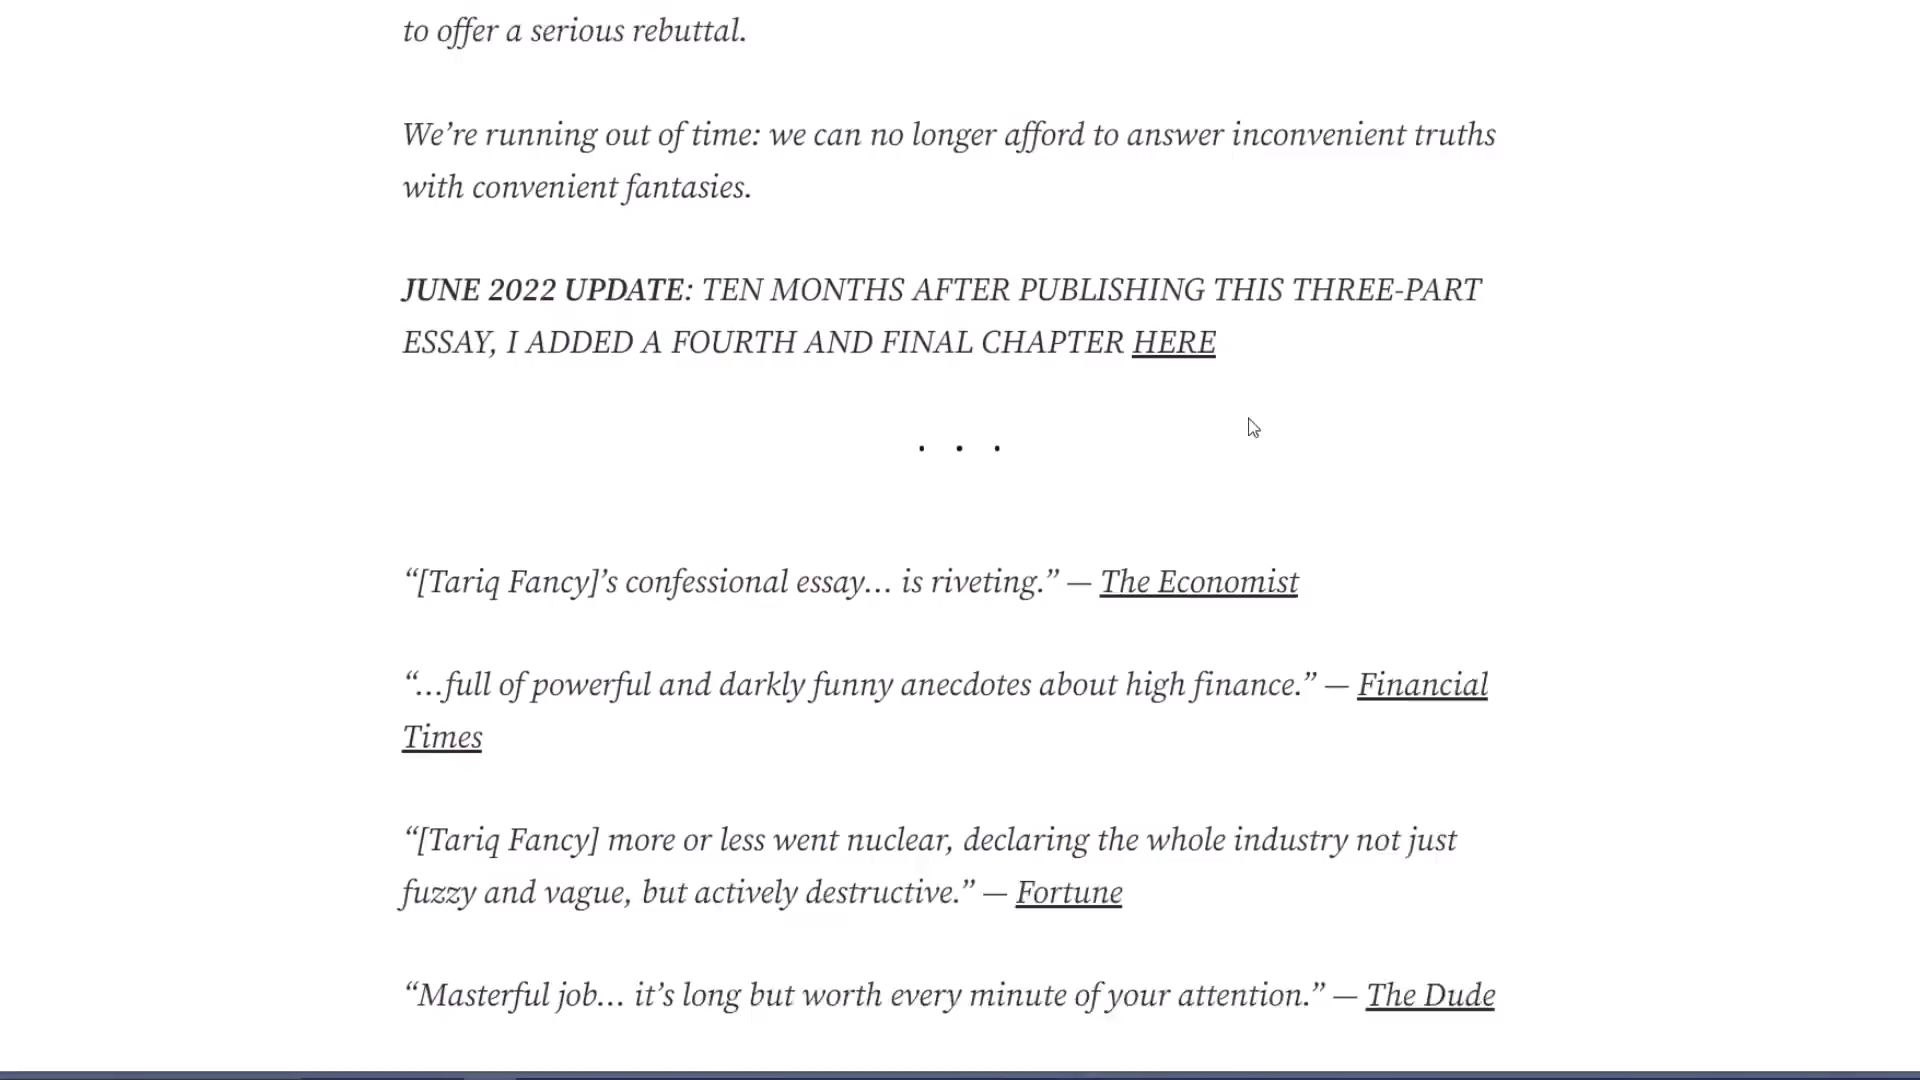 to offer a serious rebuttal.
We’re running out of time: we can no longer afford to answer inconvenient truths
with convenient fantasies.
JUNE 2022 UPDATE: TEN MONTHS AFTER PUBLISHING THIS THREE-PART
ESSAY, I ADDED A FOURTH AND FINAL CHAPTER HERE
. . .
“[Tariq Fancy]’s confessional essay… is riveting.” — The Economist
“…full of powerful and darkly funny anecdotes about high finance.” — Financial
Times
“[Tariq Fancy] more or less went nuclear, declaring the whole industry not just
fuzzy and vague, but actively destructive.” — Fortune
“Masterful job… it’s long but worth every minute of your attention.” — The Dude